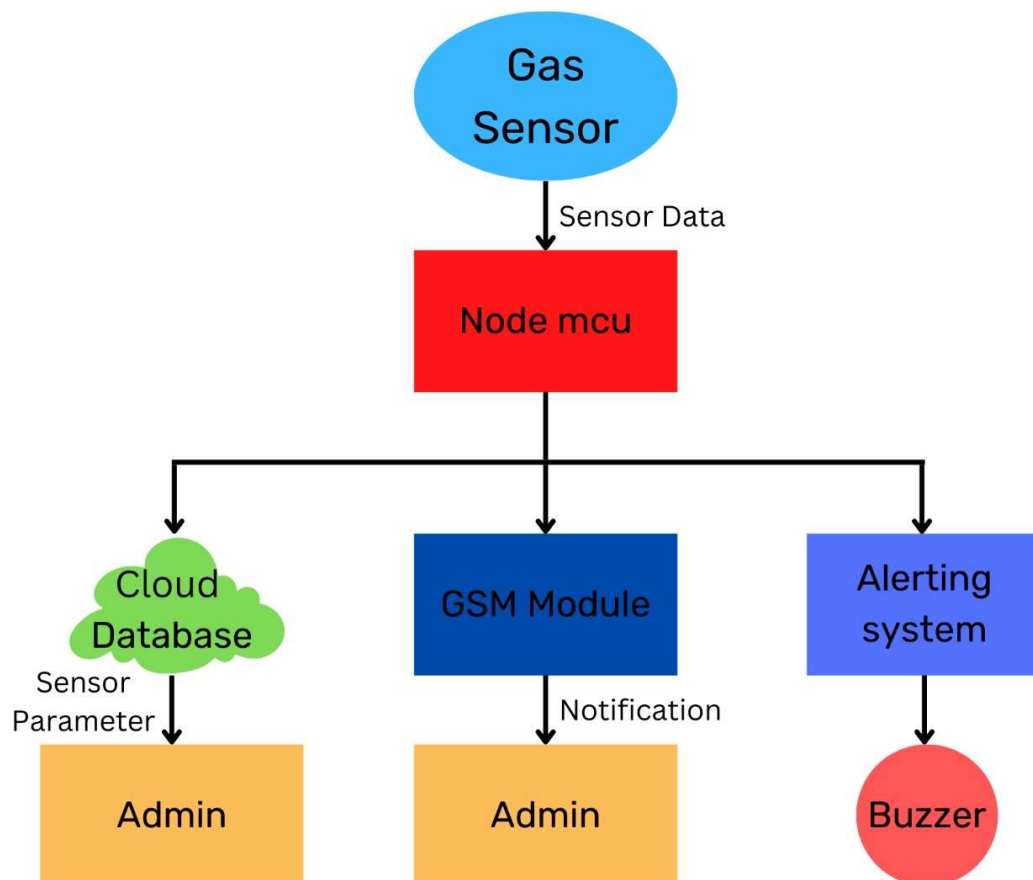 Gas
Sensor
Sensor Data
Node mcu
Cloud
Database
GSM Module
Alerting
system
Sensor
Parameter
Notification
Admin
Admin
Buzzer